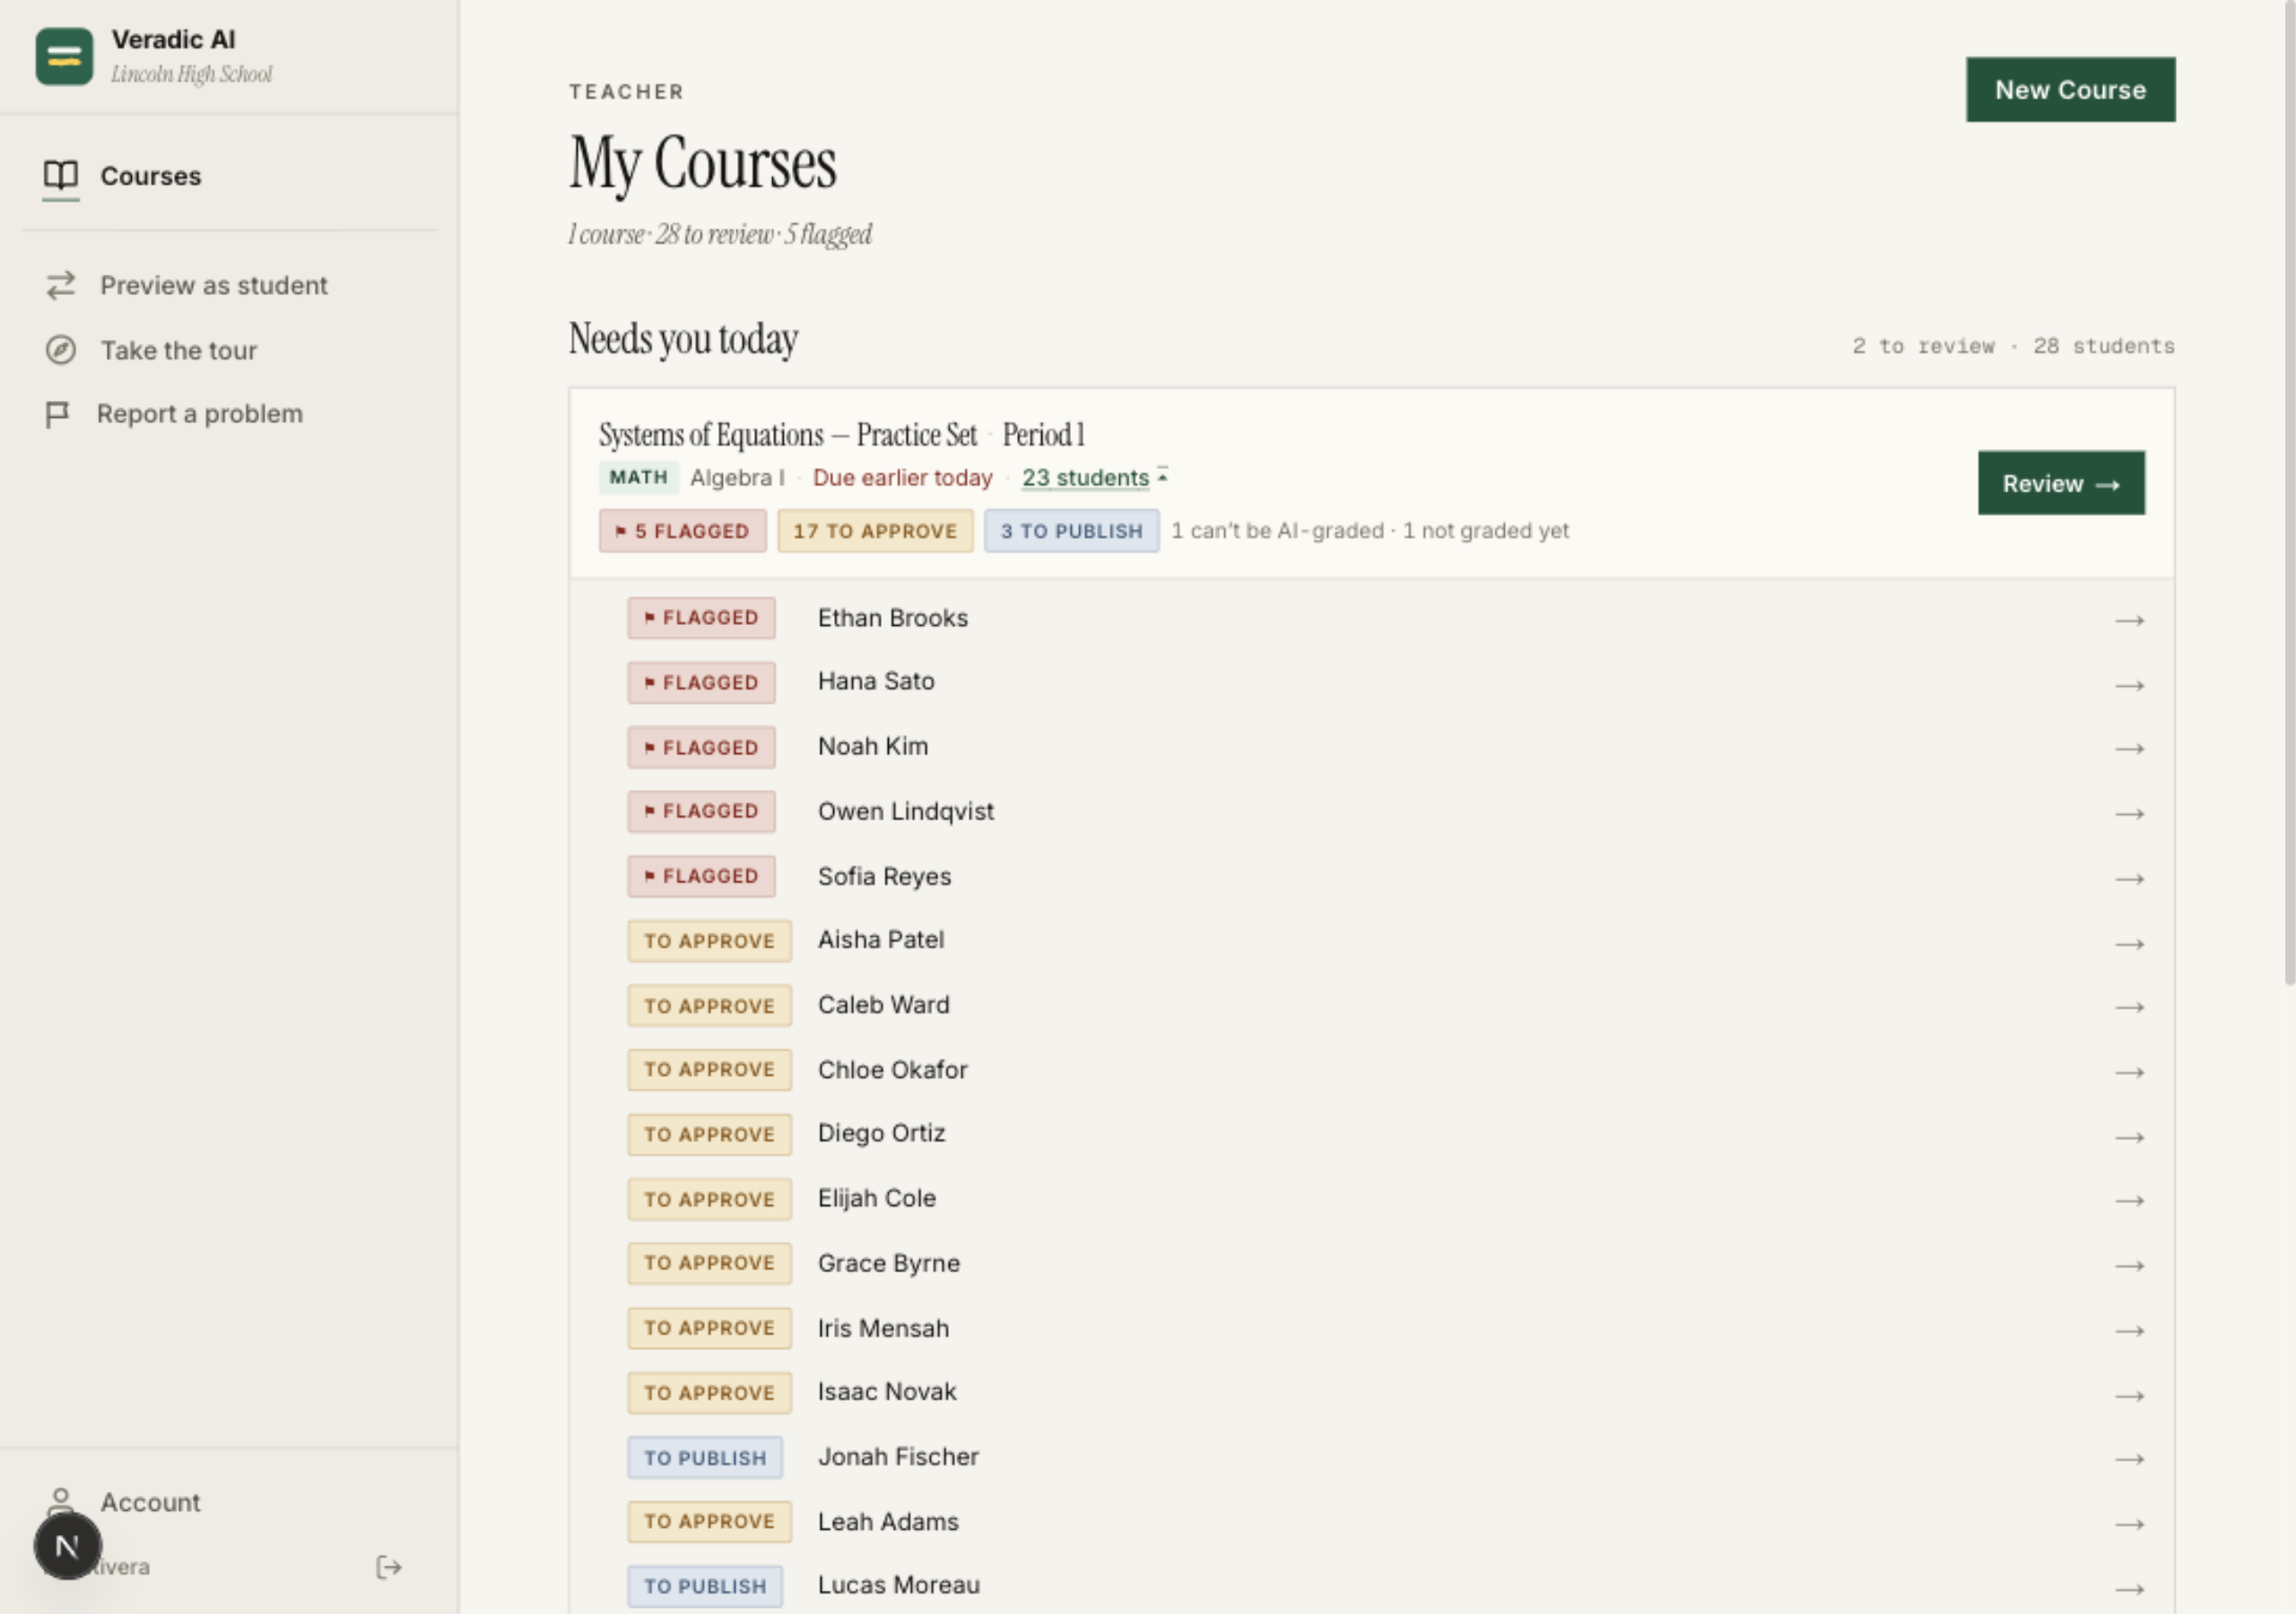 Veradic AI
Lincoln High School
Courses
Preview as student
Take the tour
Report a problem
Account
N
ivera
TEACHER
My Courses
1 course · 28 to review · 5 flagged
New Course
Needs you today
2 to review · 28 students
Systems of Equations — Practice Set · Period 1
MATH Algebra I · Due earlier today · 23 students
5 FLAGGED 17 TO APPROVE 3 TO PUBLISH 1 can't be AI-graded · 1 not graded yet
Review →
FLAGGED Ethan Brooks →
FLAGGED Hana Sato →
FLAGGED Noah Kim →
FLAGGED Owen Lindqvist →
FLAGGED Sofia Reyes →
TO APPROVE Aisha Patel →
TO APPROVE Caleb Ward →
TO APPROVE Chloe Okafor →
TO APPROVE Diego Ortiz →
TO APPROVE Elijah Cole →
TO APPROVE Grace Byrne →
TO APPROVE Iris Mensah →
TO APPROVE Isaac Novak →
TO PUBLISH Jonah Fischer →
TO APPROVE Leah Adams →
TO PUBLISH Lucas Moreau →